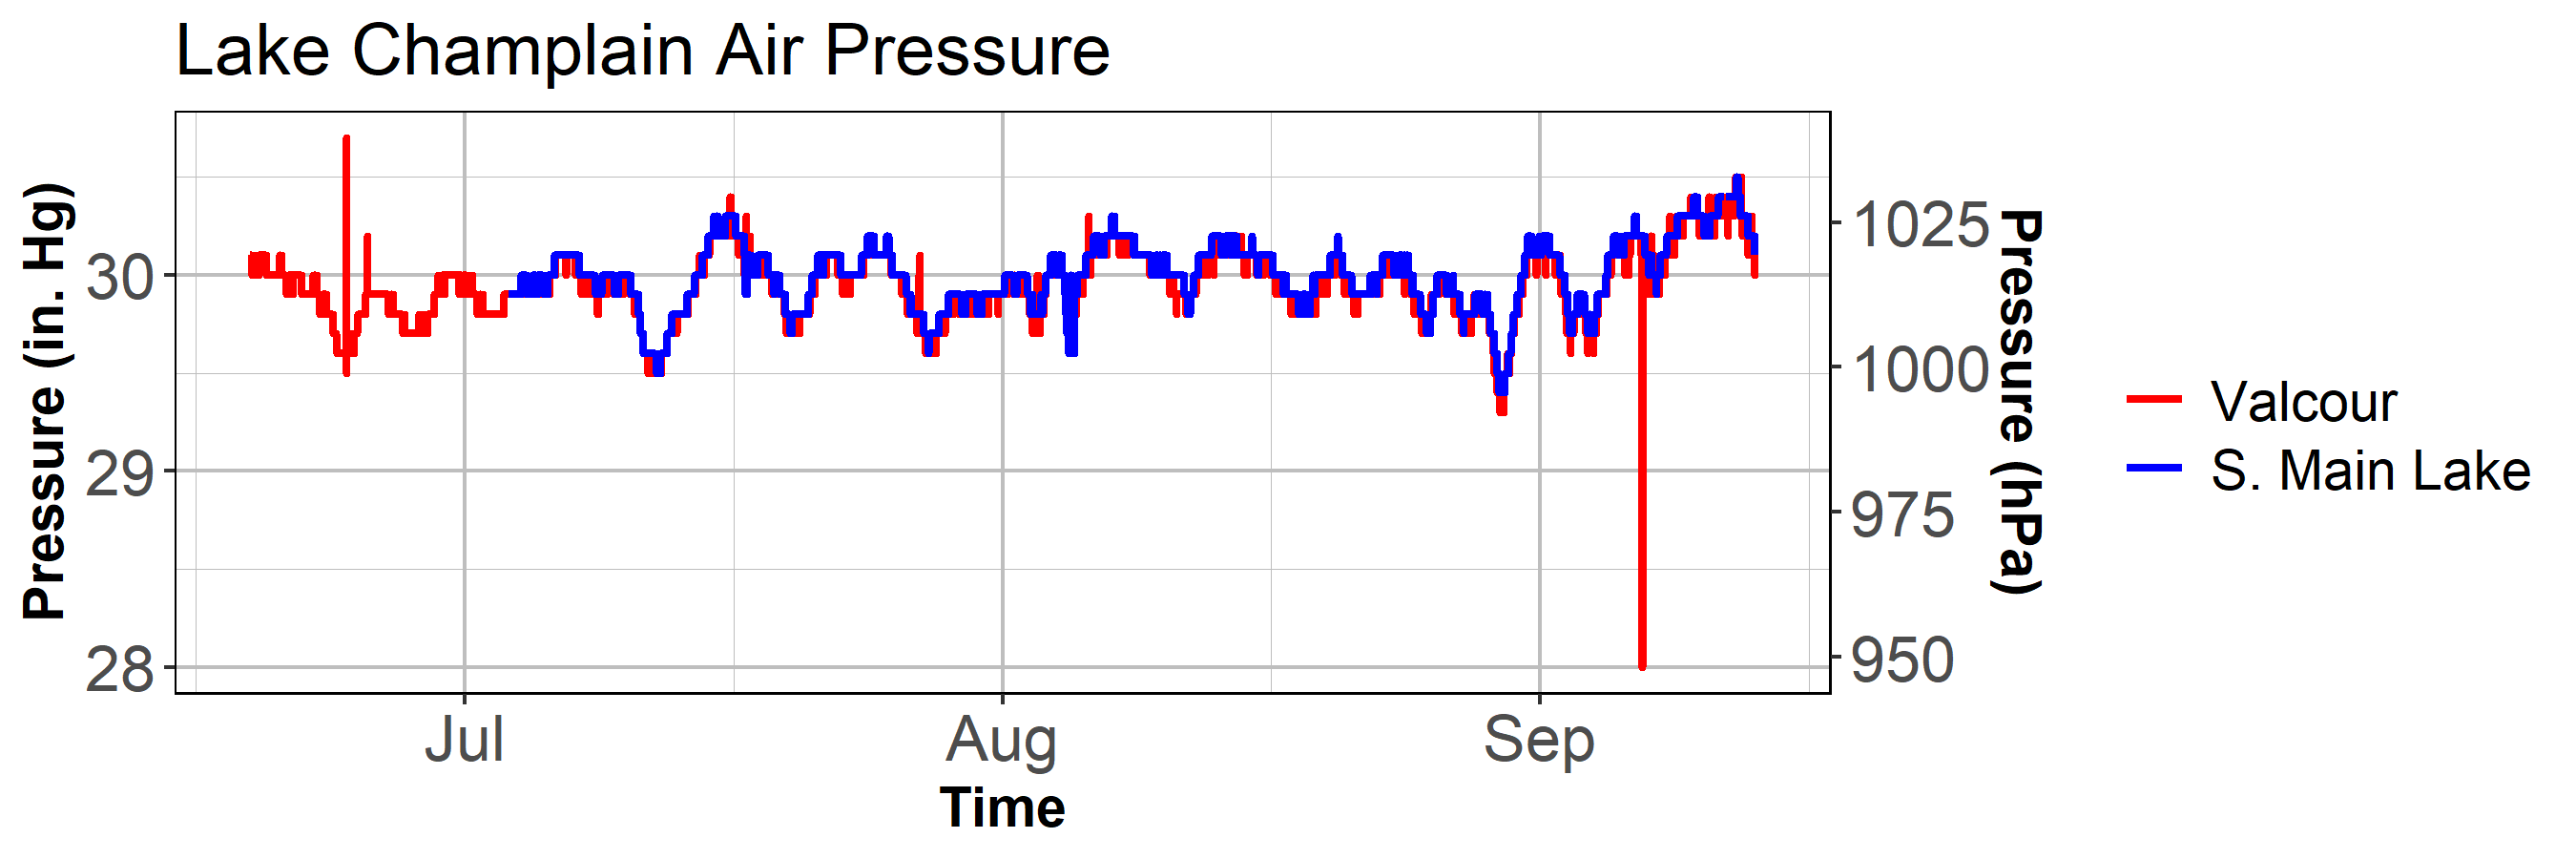 Lake Champlain Air Pressure
Pressure (in. Hg)
30
29
28
1025
1000
975
950
Pressure (hPa)
Jul
Aug
Sep
Time
Valcour
S. Main Lake